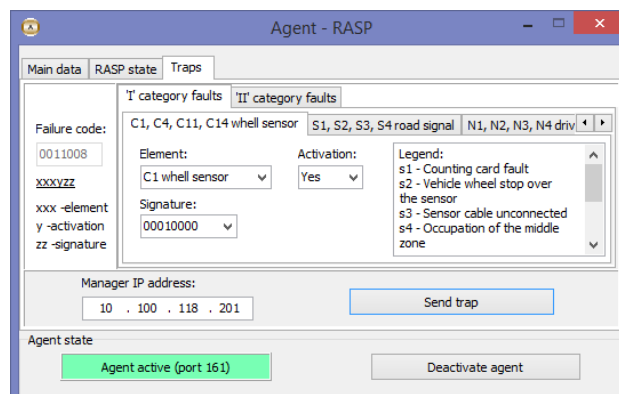 Agent - RASP
Main data RASP state Traps
'I' category faults 'II' category faults
C1, C4, C11, C14 whell sensor S1, S2, S3, S4 road signal N1, N2, N3, N4 driv
Failure code:
0011008
xxxyzz
xxx -element
y -activation
zz -signature
Element:
C1 whell sensor
Activation:
Yes
Signature:
00010000
Legend:
s1 - Counting card fault
s2 - Vehicle wheel stop over
the sensor
s3 - Sensor cable unconnected
s4 - Occupation of the middle
zone
Manager IP address:
10 . 100 . 118 . 201
Send trap
Agent state
Agent active (port 161)
Deactivate agent